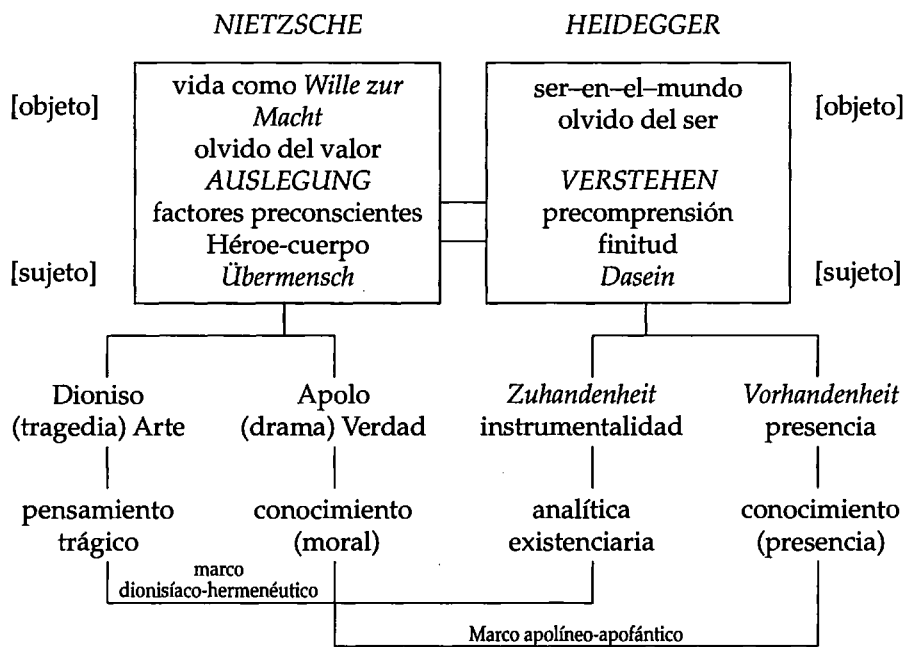 NIETZSCHE HEIDEGGER
[objeto]
vida como Wille zur
Macht
olvido del valor
AUSLEGUNG
factores preconscientes
Héroe-cuerpo
Übermensch
[sujeto]
ser–en–el–mundo
olvido del ser
VERSTEHEN
precomprensión
finitud
Dasein
[objeto]
[sujeto]
Dioniso
(tragedia) Arte
Apolo
(drama) Verdad
Zuhandenheit
instrumentalidad
Vorhandenheit
presencia
pensamiento
trágico
conocimiento
(moral)
analítica
existenciaria
conocimiento
(presencia)
marco
dionisíaco-hermenéutico
Marco apolíneo-apofántico